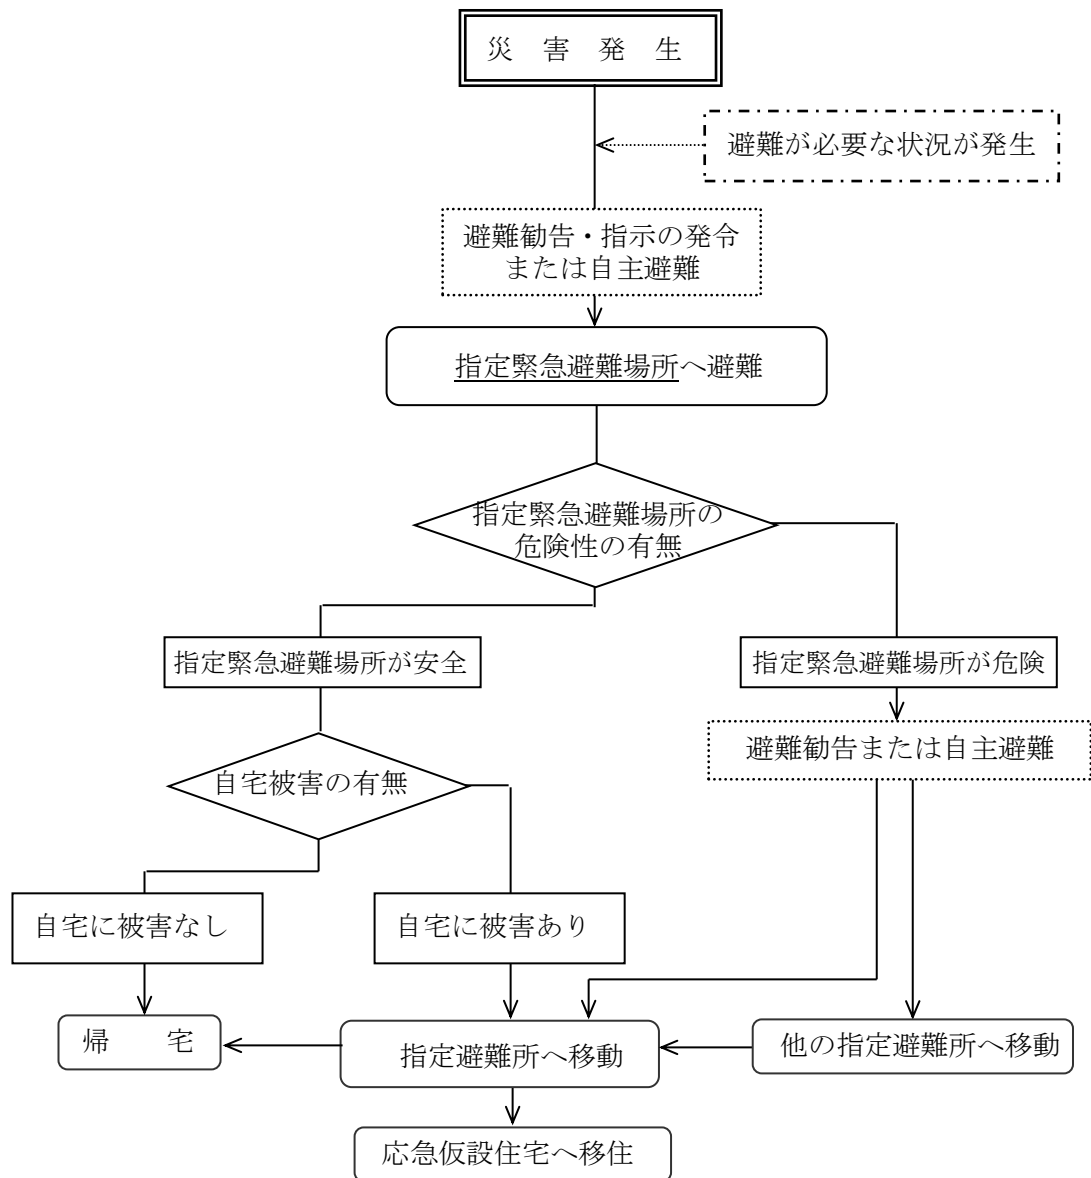 災　害　発　生
避難が必要な状況が発生
避難勧告・指示の発令
または自主避難
指定緊急避難場所へ避難
指定緊急避難場所の
危険性の有無
指定緊急避難場所が安全
指定緊急避難場所が危険
避難勧告または自主避難
自宅被害の有無
自宅に被害なし
自宅に被害あり
帰　　宅
指定避難所へ移動
他の指定避難所へ移動
応急仮設住宅へ移住